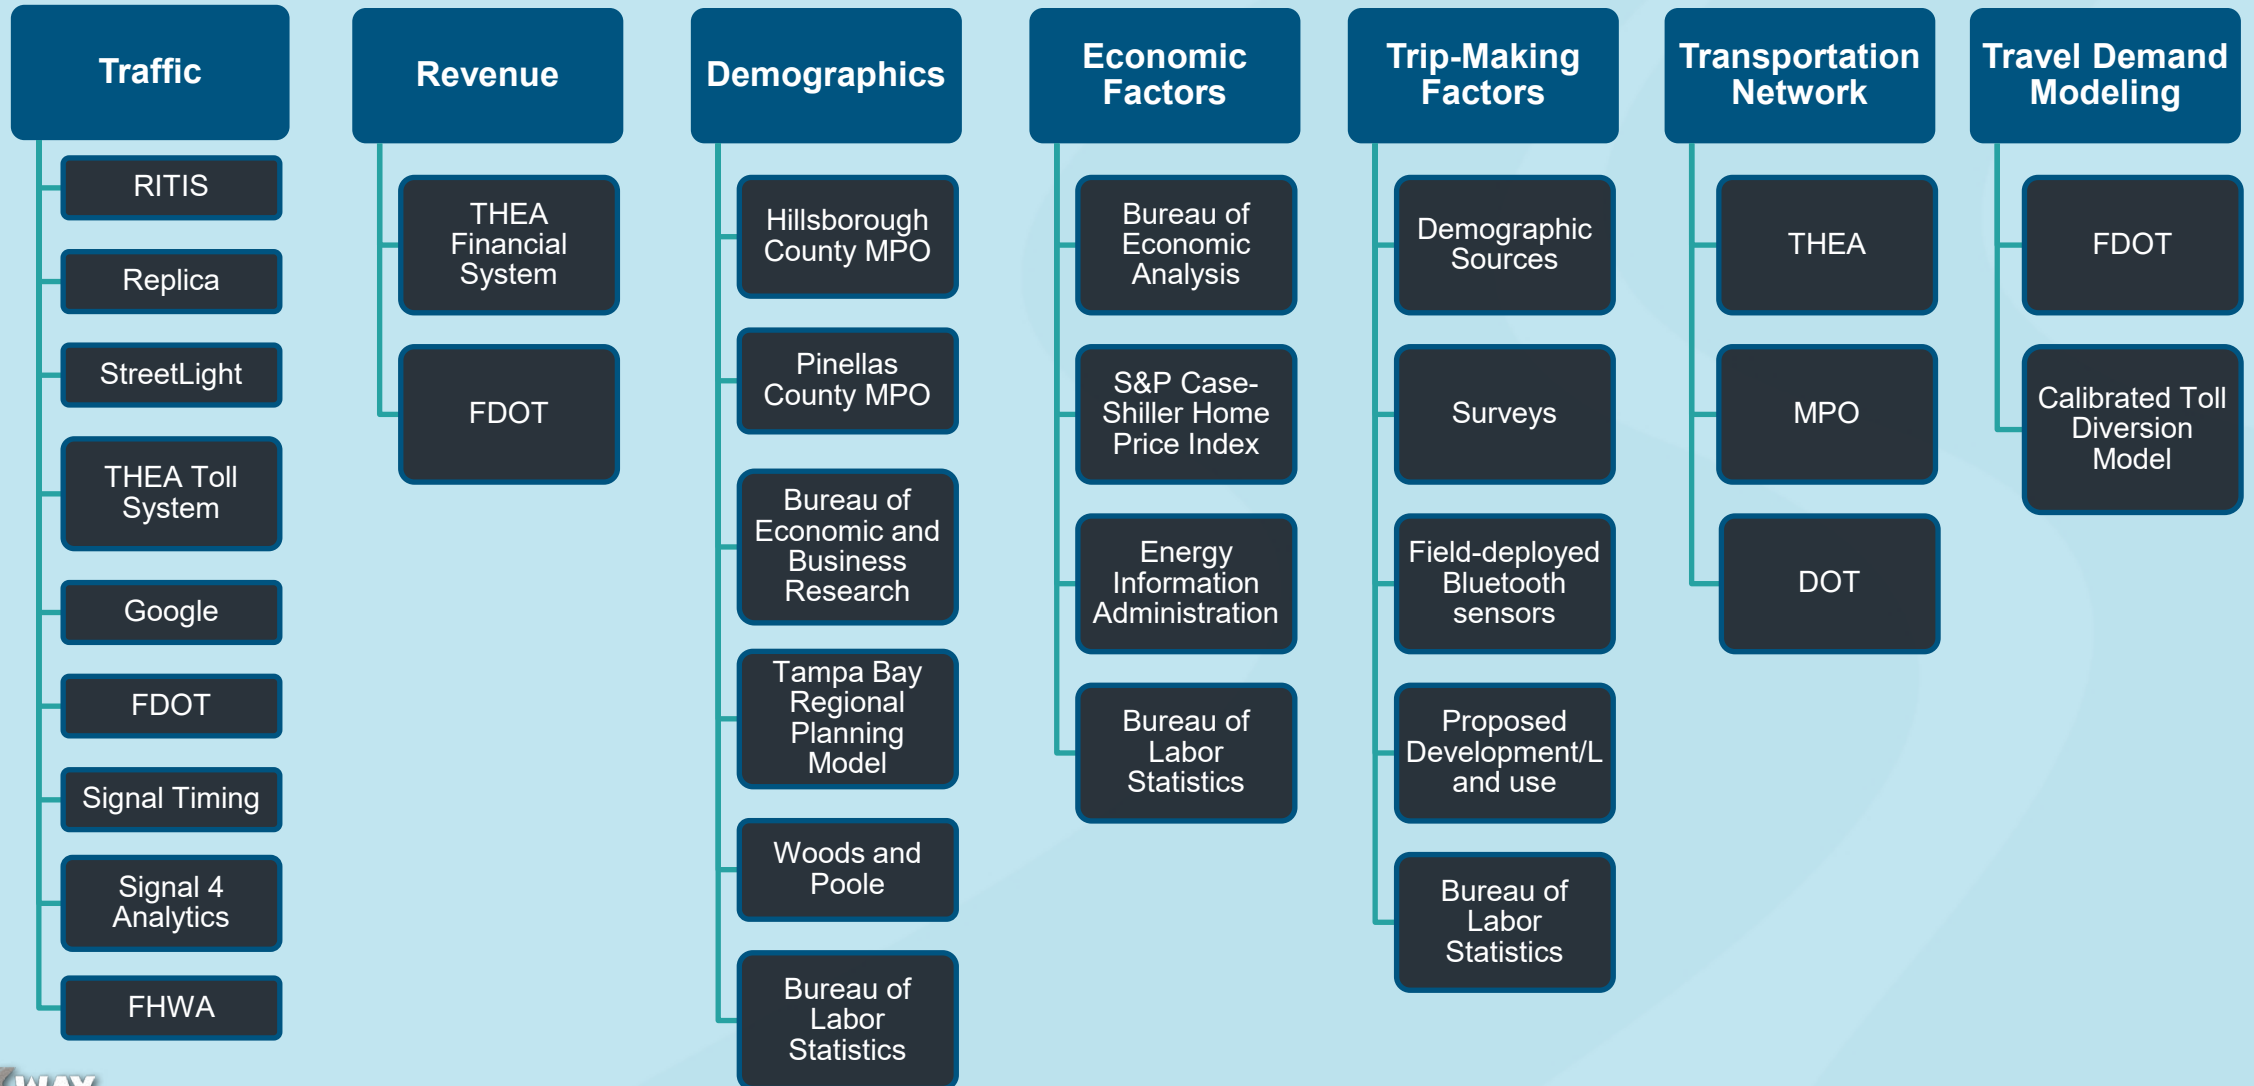 Traffic
RITIS
Replica
StreetLight
THEA Toll
System
Google
FDOT
Signal Timing
Signal 4
Analytics
FHWA
Revenue
THEA
Financial
System
FDOT
Demographics
Hillsborough
County MPO
Pinellas
County MPO
Bureau of
Economic and
Business
Research
Tampa Bay
Regional
Planning
Model
Woods and
Poole
Bureau of
Labor
Statistics
Economic
Factors
Bureau of
Economic
Analysis
S&P Case-
Shiller Home
Price Index
Energy
Information
Administration
Bureau of
Labor
Statistics
Trip-Making
Factors
Demographic
Sources
Surveys
Field-deployed
Bluetooth
sensors
Proposed
Development/L
and use
Bureau of
Labor
Statistics
Transportation
Network
THEA
MPO
DOT
Travel Demand
Modeling
FDOT
Calibrated Toll
Diversion
Model